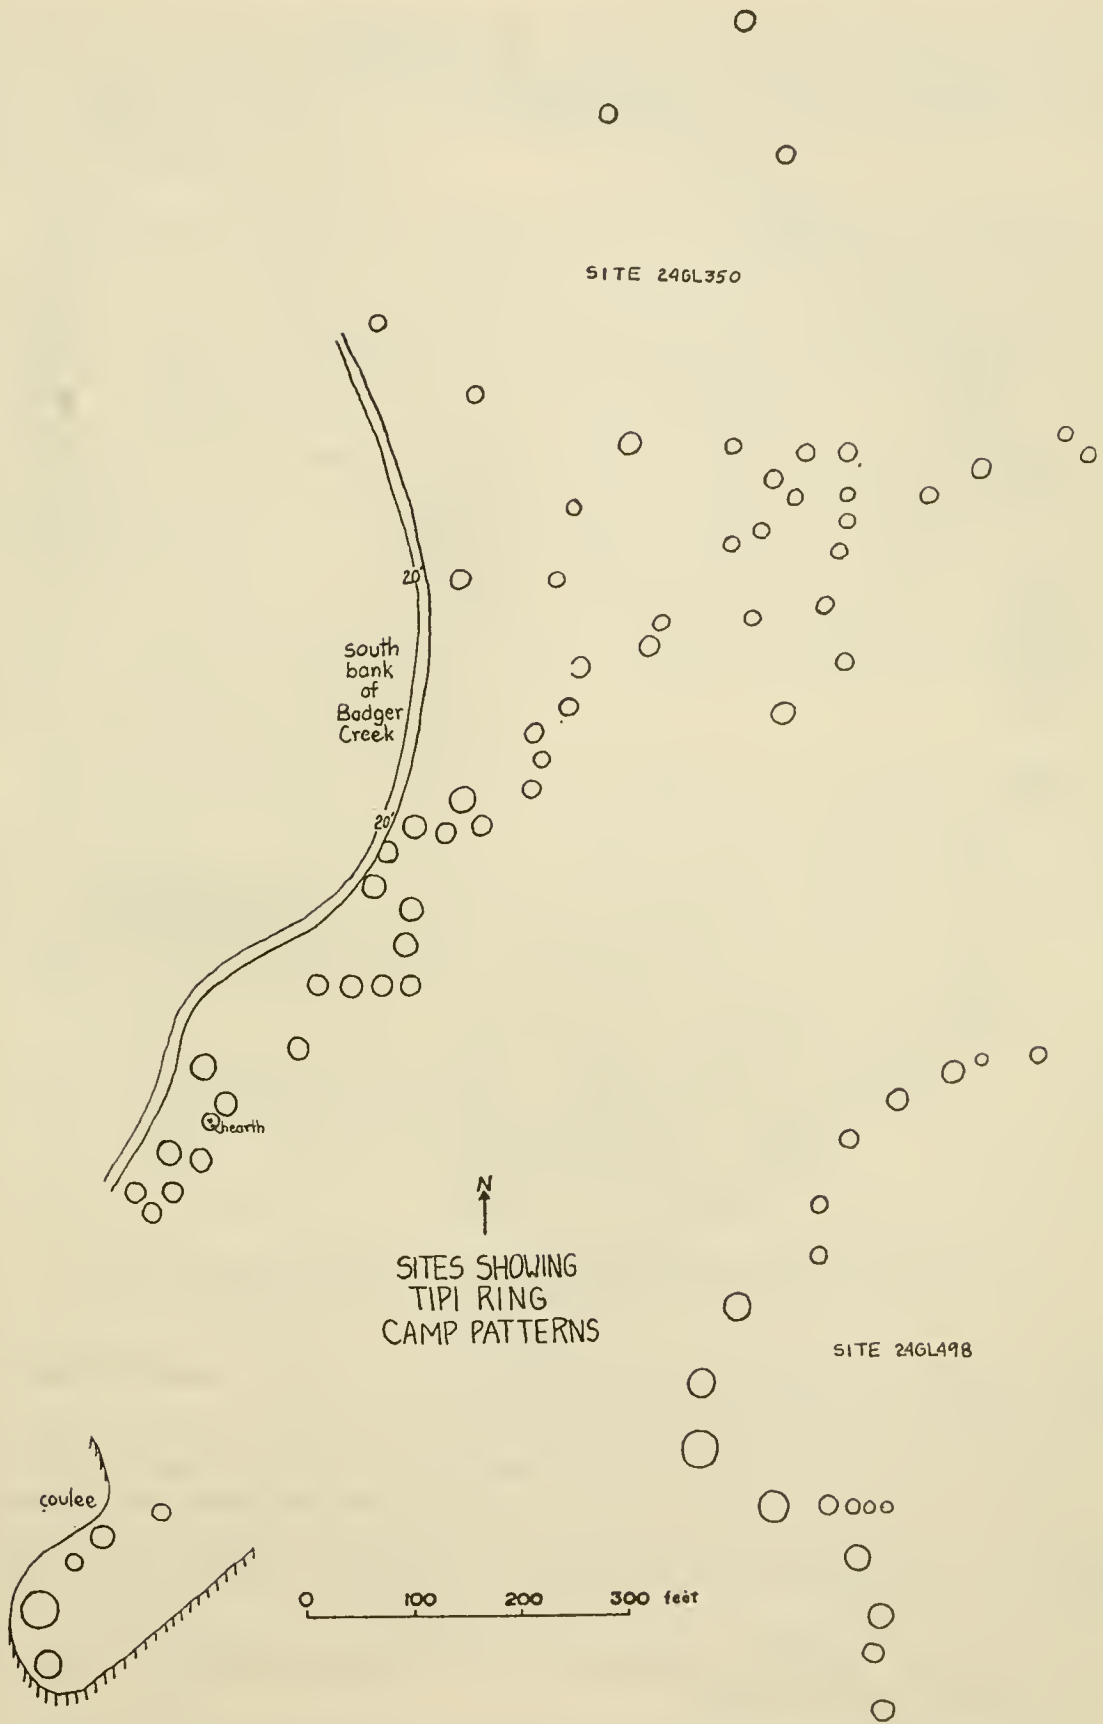 SITE 24GL350
20'
south
bank
of
Badger
Creek
20'
hearth
N
SITES SHOWING
TIPI RING
CAMP PATTERNS
SITE 24GL498
coulee
0 100 200 300 feet